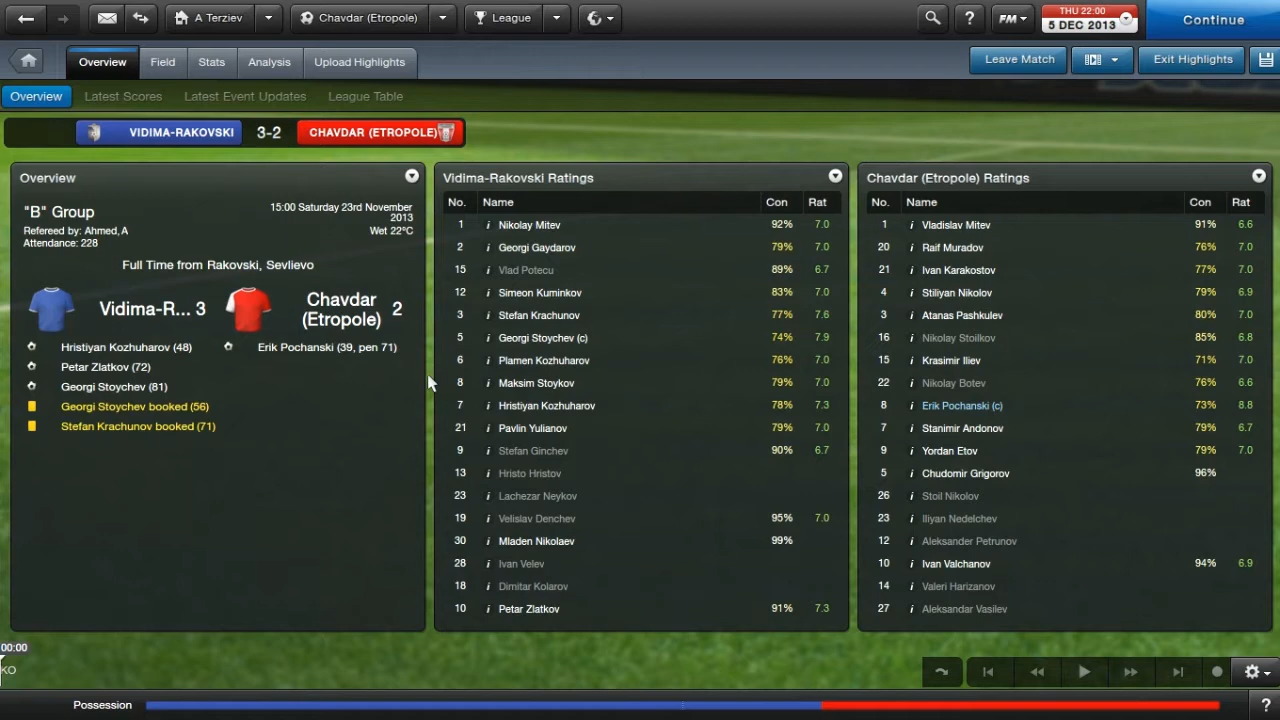 A Terziev
Chavdar (Etropole)
League
?
FM
THU 22:00
5 DEC 2013
Continue
Overview
Field
Stats
Analysis
Upload Highlights
Leave Match
Exit Highlights
Overview
Latest Scores
Latest Event Updates
League Table
VIDIMA-RAKOVSKI
3-2
CHAVDAR (ETROPOLE)
Overview
"B" Group
15:00 Saturday 23rd November
2013
Refereed by: Ahmed, A
Attendance: 228
Wet 22°C
Full Time from Rakovski, Sevlievo
Vidima-R... 3
Chavdar
(Etropole) 2
Hristiyan Kozhuharov (48)
Erik Pochanski (39, pen 71)
Petar Zlatkov (72)
Georgi Stoychev (81)
Georgi Stoychev booked (56)
Stefan Krachunov booked (71)
Vidima-Rakovski Ratings
No. Name Con Rat
1 i Nikolay Mitev 92% 7.0
2 i Georgi Gaydarov 79% 7.0
15 i Vlad Potecu 89% 6.7
12 i Simeon Kuminkov 83% 7.0
3 i Stefan Krachunov 77% 7.6
5 i Georgi Stoychev (c) 74% 7.9
6 i Plamen Kozhuharov 76% 7.0
8 i Maksim Stoykov 79% 7.0
7 i Hristiyan Kozhuharov 78% 7.3
21 i Pavlin Yulianov 79% 7.0
9 i Stefan Ginchev 90% 6.7
13 i Hristo Hristov
23 i Lachezar Neykov
19 i Velislav Denchev 95% 7.0
30 i Mladen Nikolaev 99%
28 i Ivan Velev
18 i Dimitar Kolarov
10 i Petar Zlatkov 91% 7.3
Chavdar (Etropole) Ratings
No. Name Con Rat
1 i Vladislav Mitev 91% 6.6
20 i Raif Muradov 76% 7.0
21 i Ivan Karakostov 77% 7.0
4 i Stiliyan Nikolov 79% 6.9
3 i Atanas Pashkulev 80% 7.0
16 i Nikolay Stoilkov 85% 6.8
15 i Krasimir Iliev 71% 7.0
22 i Nikolay Botev 76% 6.6
8 i Erik Pochanski (c) 73% 8.8
7 i Stanimir Andonov 79% 6.7
9 i Yordan Etov 79% 7.0
5 i Chudomir Grigorov 96%
26 i Stoil Nikolov
23 i Iliyan Nedelchev
12 i Aleksander Petrunov
10 i Ivan Valchanov 94% 6.9
14 i Valeri Harizanov
27 i Aleksandar Vasilev
00:00
KO
Possession
?